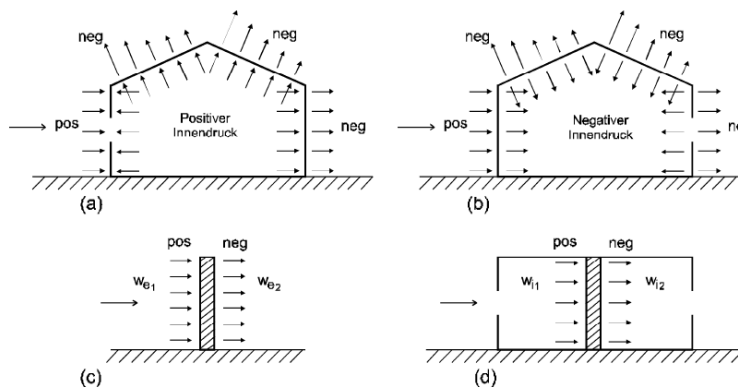 neg neg
pos
Positiver
Innendruck
neg
(a)
neg neg
pos
Negativer
Innendruck
ne
(b)
pos neg
we1 we2
(c)
pos neg
wi1 wi2
(d)